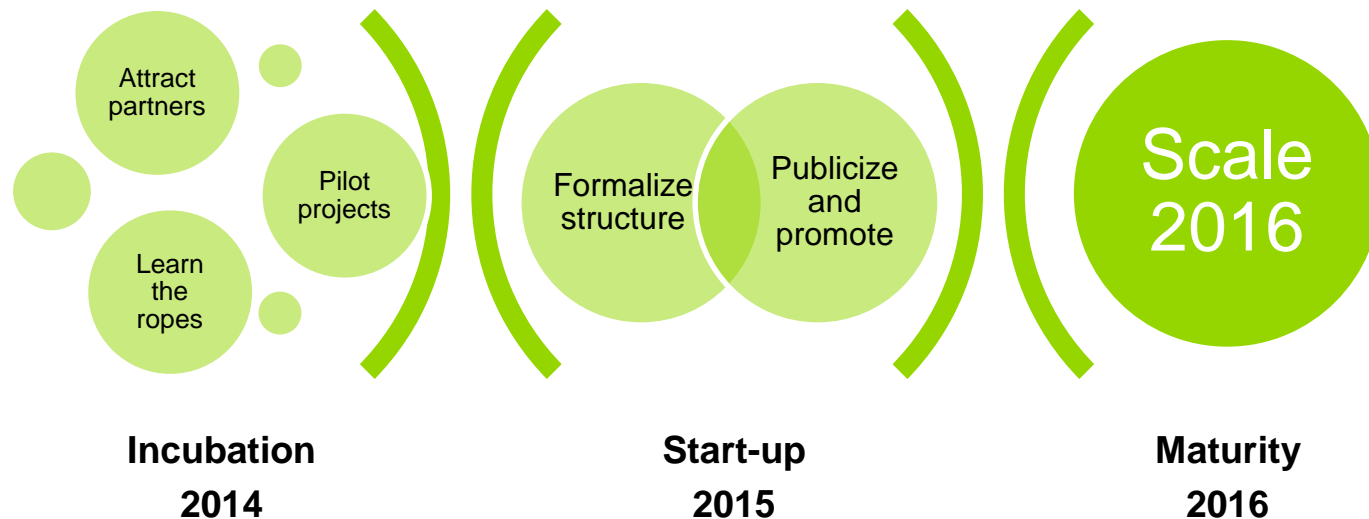 Attract
partners
Pilot
projects
Learn
the
ropes
Formalize
structure
Publicize
and
promote
Scale
2016
Incubation
2014
Start-up
2015
Maturity
2016